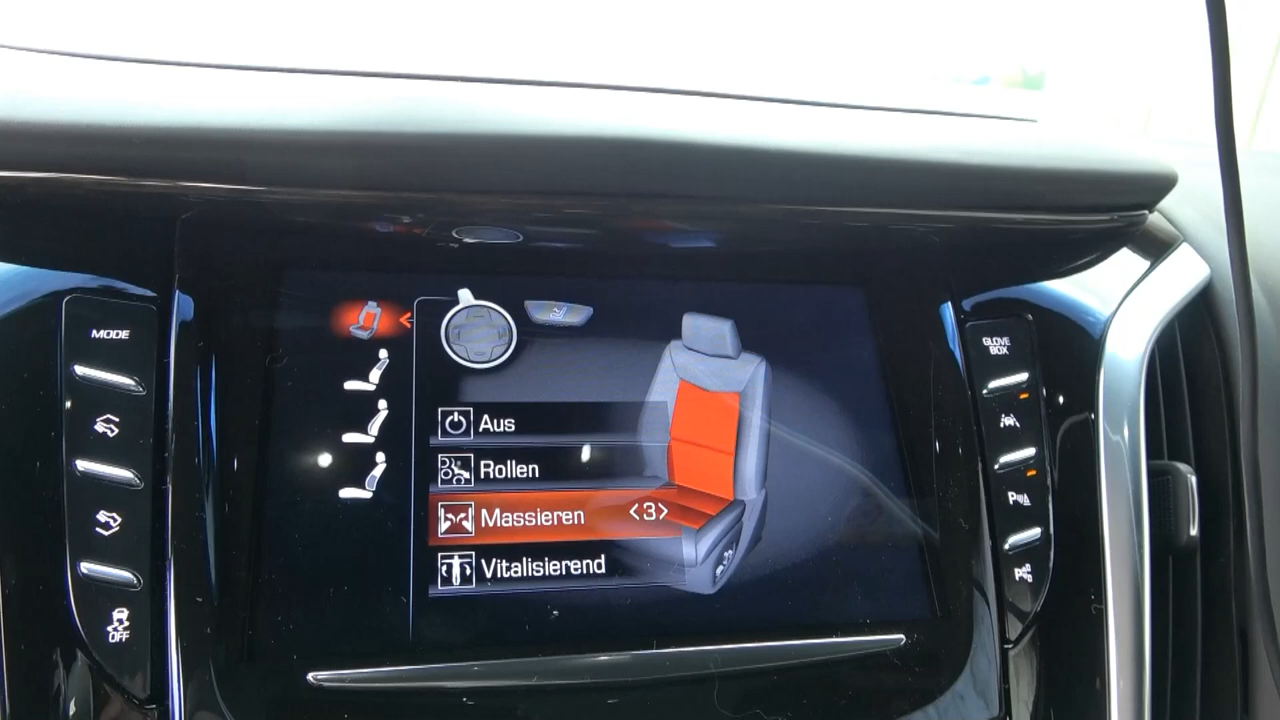 MODE
OFF
Aus
Rollen
Massieren <3>
Vitalisierend
GLOVE
BOX
P
P